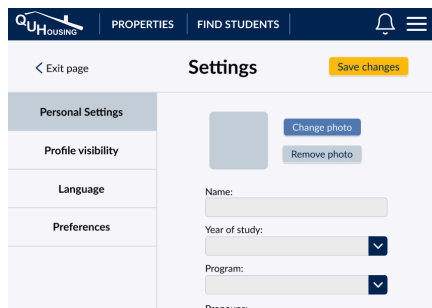 QUHOUSING
PROPERTIES
FIND STUDENTS
Exit page
Settings
Save changes
Personal Settings
Profile visibility
Language
Preferences
Change photo
Remove photo
Name:
Year of study:
Program:
Pronouns: